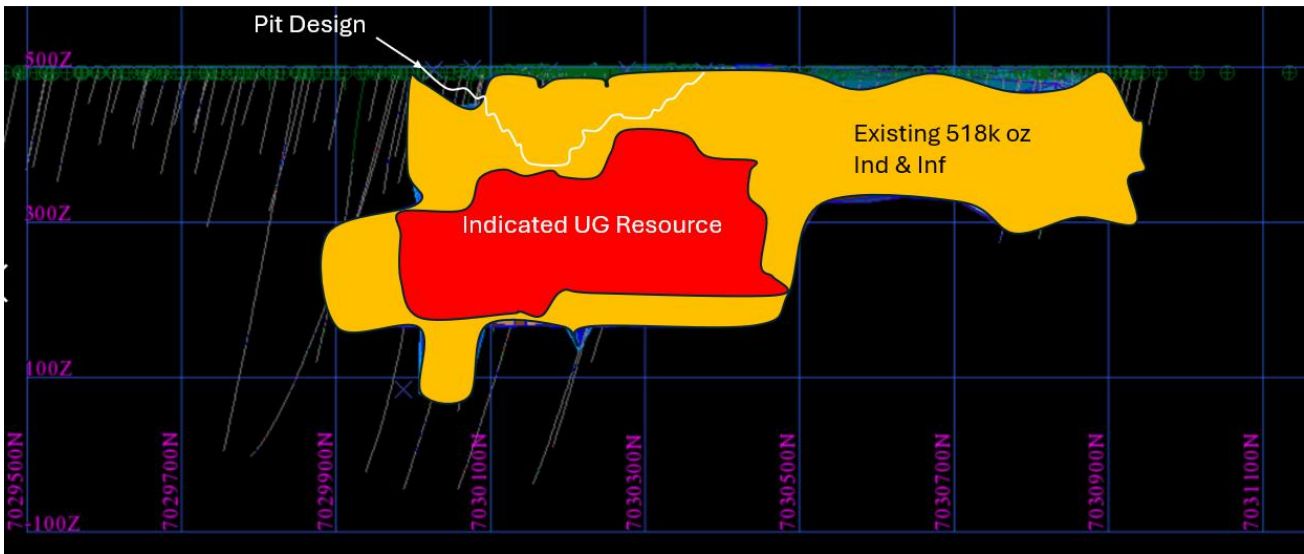 Pit Design
500Z
Existing 518k oz
Ind & Inf
300Z
Indicated UG Resource
100Z
-100Z
7029500N
7029700N
7029900N
7030100N
7030300N
7030500N
7030700N
7030900N
7031100N